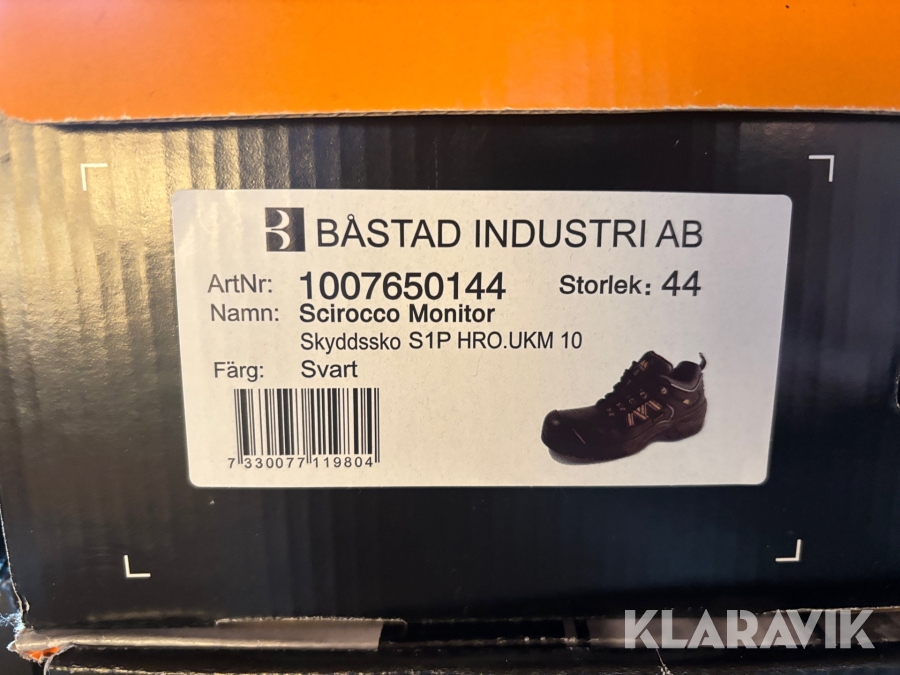 BÅSTAD INDUSTRI AB
ArtNr: 1007650144 Storlek: 44
Namn: Scirocco Monitor
Skyddssko S1P HRO.UKM 10
Färg: Svart
7 330077 119804
KLARAVIK